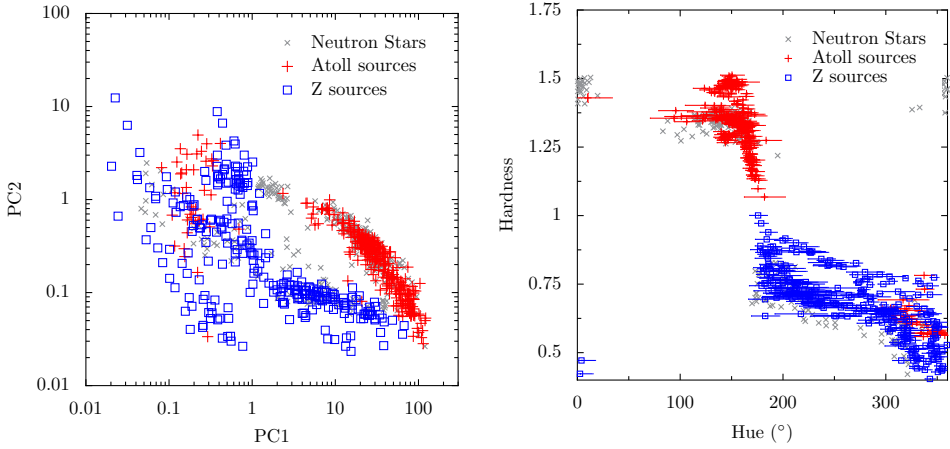 100
10
1
0.1
0.01
0.01
0.1
1
10
100
PC2
PC1
Neutron Stars
Atoll sources
Z sources
1.75
1.5
1.25
1
0.75
0.5
0
100
200
300
Hardness
Hue (°)
Neutron Stars
Atoll sources
Z sources